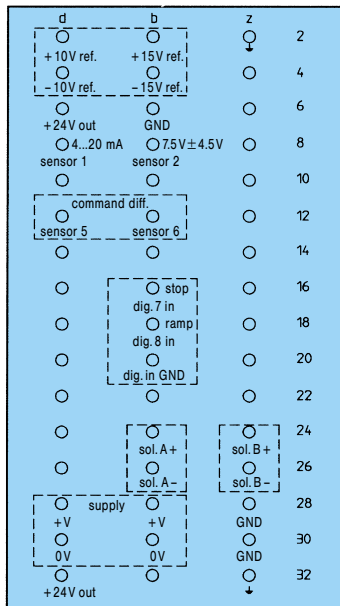 d b z
2
+10V ref. +15V ref.
4
−10V ref. −15V ref.
6
+24V out GND
4...20 mA 7.5V±4.5V 8
sensor 1 sensor 2
10
command diff.
12
sensor 5 sensor 6
14
stop 16
dig.7 in
ramp 18
dig.8 in
20
dig.in GND
22
24
sol.A+ sol.B+
26
sol.A− sol.B−
supply 28
+V +V GND
30
0V 0V GND
32
+24V out